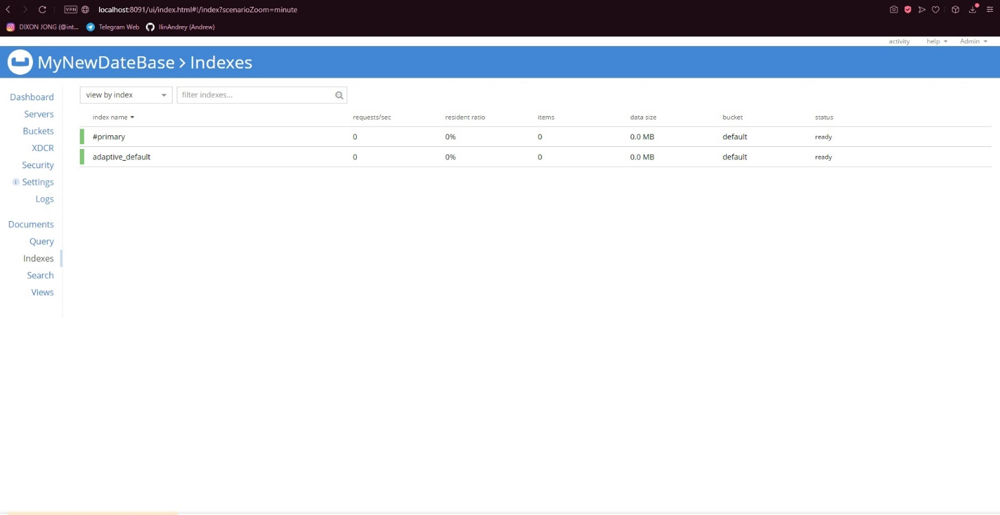 VPN localhost:8091/ui/index.html#!/index?scenarioZoom=minute
DIXON JONG (@int... Telegram Web IlinAndrey (Andrew)
activity help Admin
MyNewDateBase > Indexes
Dashboard
Servers
Buckets
XDCR
Security
Settings
Logs
Documents
Query
Indexes
Search
Views
view by index filter indexes...
index name requests/sec resident ratio items data size bucket status
#primary 0 0% 0 0.0 MB default ready
adaptive_default 0 0% 0 0.0 MB default ready